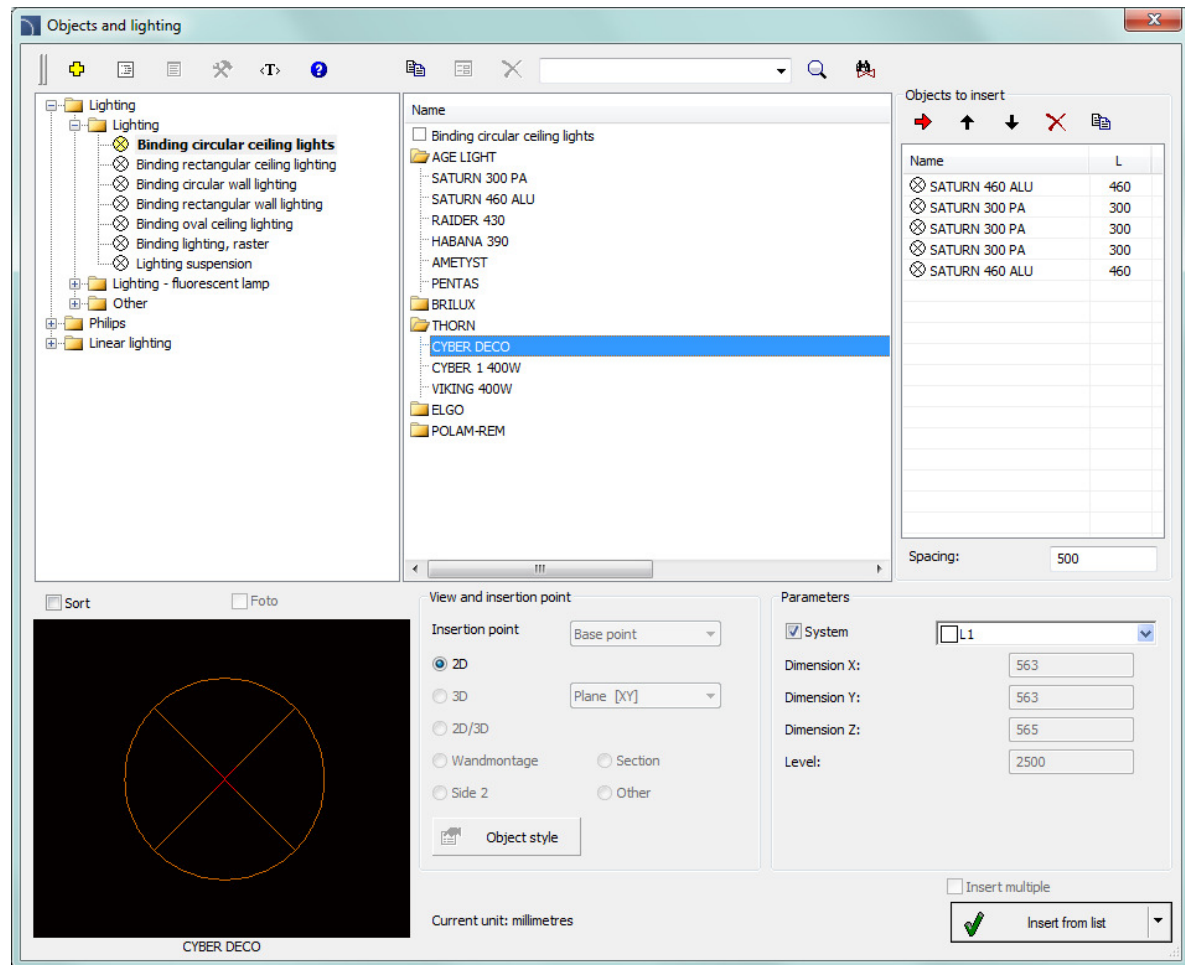 Objects and lighting
<T>
Lighting
Lighting
Binding circular ceiling lights
Binding rectangular ceiling lighting
Binding circular wall lighting
Binding rectangular wall lighting
Binding oval ceiling lighting
Binding lighting, raster
Lighting suspension
Lighting - fluorescent lamp
Other
Philips
Linear lighting
Name
Binding circular ceiling lights
AGE LIGHT
SATURN 300 PA
SATURN 460 ALU
RAIDER 430
HABANA 390
AMETYST
PENTAS
BRILUX
THORN
CYBER DECO
CYBER 1 400W
VIKING 400W
ELGO
POLAM-REM
Objects to insert
Name L
SATURN 460 ALU 460
SATURN 300 PA 300
SATURN 300 PA 300
SATURN 300 PA 300
SATURN 460 ALU 460
Spacing: 500
Sort Foto
CYBER DECO
View and insertion point
Insertion point Base point
2D
3D Plane [XY]
2D/3D
Wandmontage Section
Side 2 Other
Object style
Current unit: millimetres
Parameters
System L1
Dimension X: 563
Dimension Y: 563
Dimension Z: 565
Level: 2500
Insert multiple
Insert from list